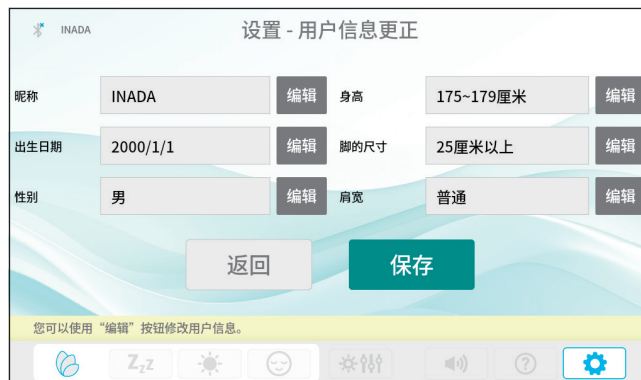 INADA 设置 - 用户信息更正
昵称 INADA 编辑 身高 175~179厘米 编辑
出生日期 2000/1/1 编辑 脚的尺寸 25厘米以上 编辑
性别 男 编辑 肩宽 普通 编辑
返回 保存
您可以使用“编辑”按钮修改用户信息。
ZzZ ?